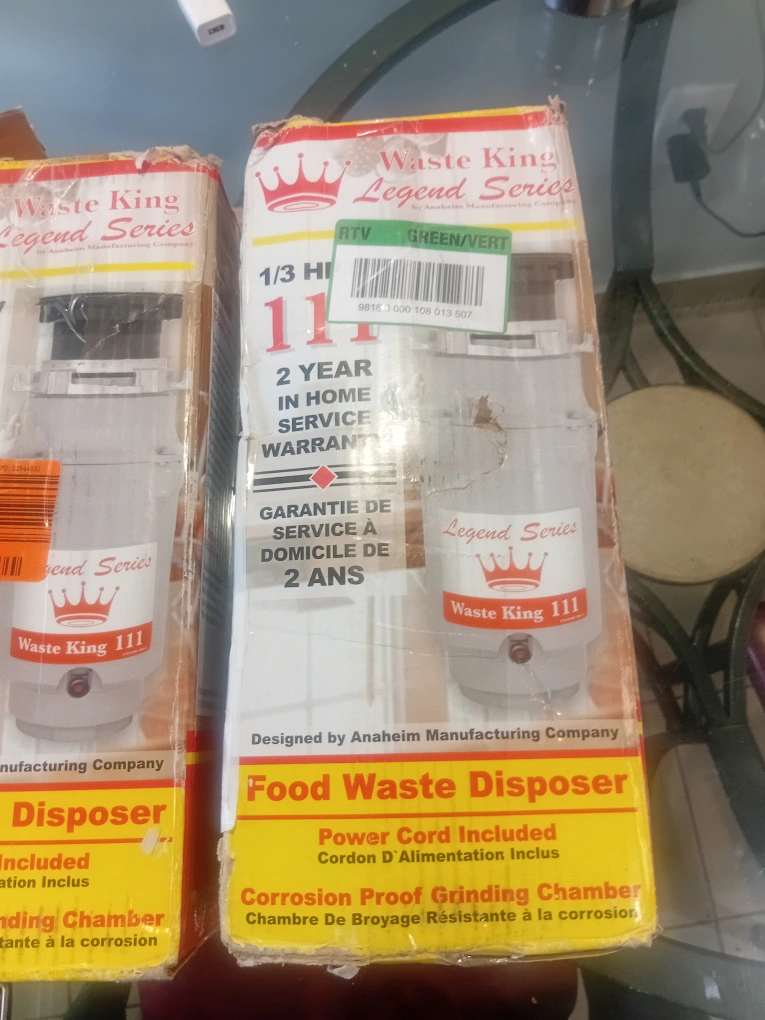 Waste King
Legend Series
by Anaheim Manufacturing Company
Legend Series
Waste King 111
nufacturing Company
Disposer
Included
ation Inclus
nding Chamber
tante à la corrosion
Waste King
Legend Series
by Anaheim Manufacturing Company
RTV GREEN/VERT
1/3 H
111
2 YEAR
IN HOME
SERVICE
WARRANT
GARANTIE DE
SERVICE À
DOMICILE DE
2 ANS
Legend Series
Waste King 111
Designed by Anaheim Manufacturing Company
Food Waste Disposer
Power Cord Included
Cordon D'Alimentation Inclus
Corrosion Proof Grinding Chamber
Chambre De Broyage Résistante à la corrosion